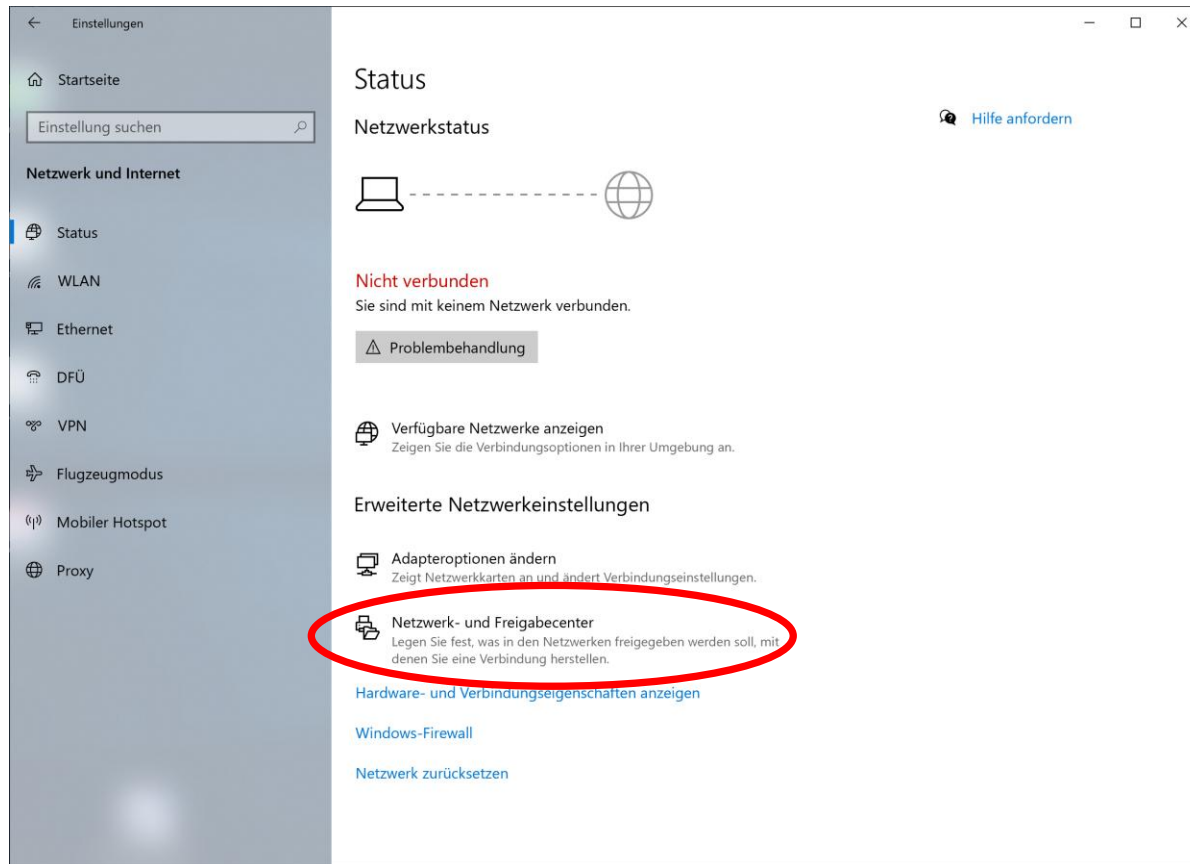 Einstellungen
Startseite
Einstellung suchen
Netzwerk und Internet
Status
WLAN
Ethernet
DFÜ
VPN
Flugzeugmodus
Mobiler Hotspot
Proxy
Status
Netzwerkstatus
Hilfe anfordern
Nicht verbunden
Sie sind mit keinem Netzwerk verbunden.
Problembehandlung
Verfügbare Netzwerke anzeigen
Zeigen Sie die Verbindungsoptionen in Ihrer Umgebung an.
Erweiterte Netzwerkeinstellungen
Adapteroptionen ändern
Zeigt Netzwerkkarten an und ändert Verbindungseinstellungen.
Netzwerk- und Freigabecenter
Legen Sie fest, was in den Netzwerken freigegeben werden soll, mit
denen Sie eine Verbindung herstellen.
Hardware- und Verbindungseigenschaften anzeigen
Windows-Firewall
Netzwerk zurücksetzen